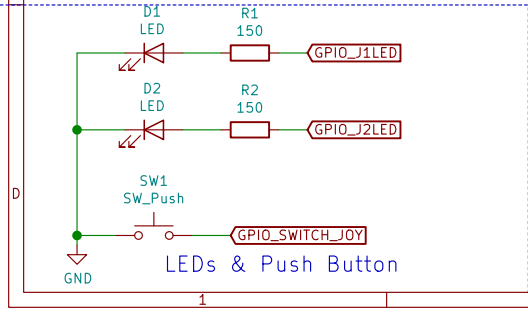 D1
LED
R1
150
GPIO_J1LED
D2
LED
R2
150
GPIO_J2LED
D
SW1
SW_Push
GPIO_SWITCH_JOY
GND
LEDs & Push Button
1